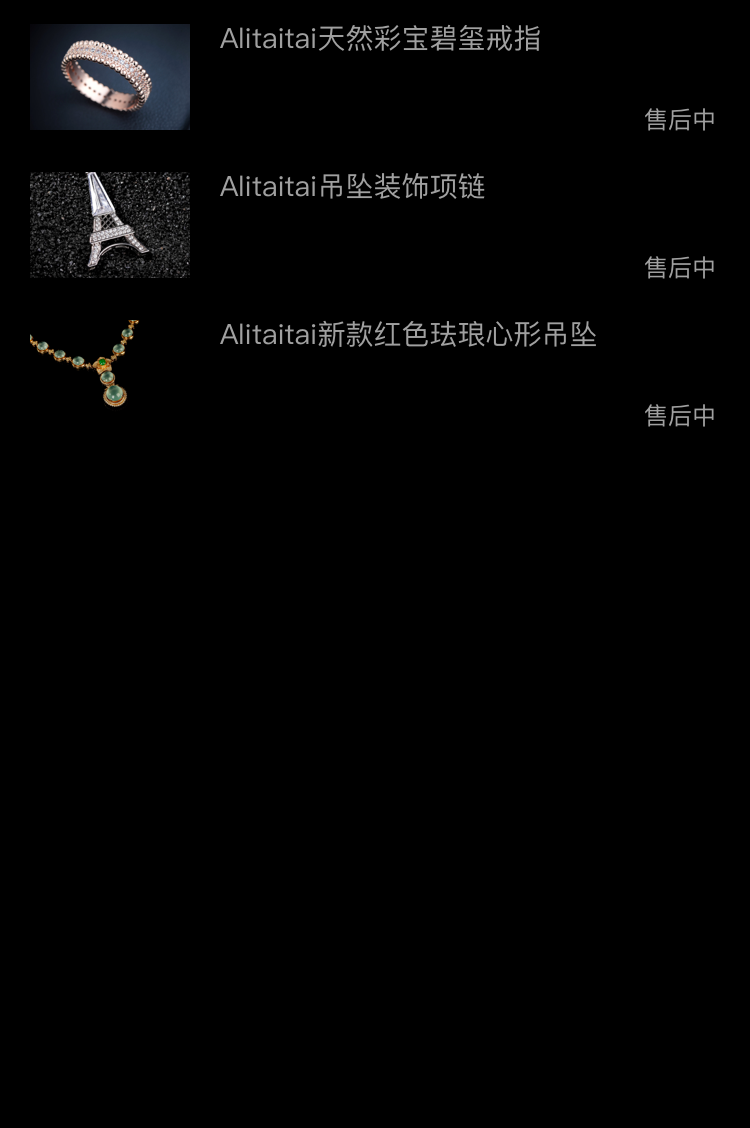 Alitaitai天然彩宝碧玺戒指
售后中
Alitaitai吊坠装饰项链
售后中
Alitaitai新款红色珐琅心形吊坠
售后中